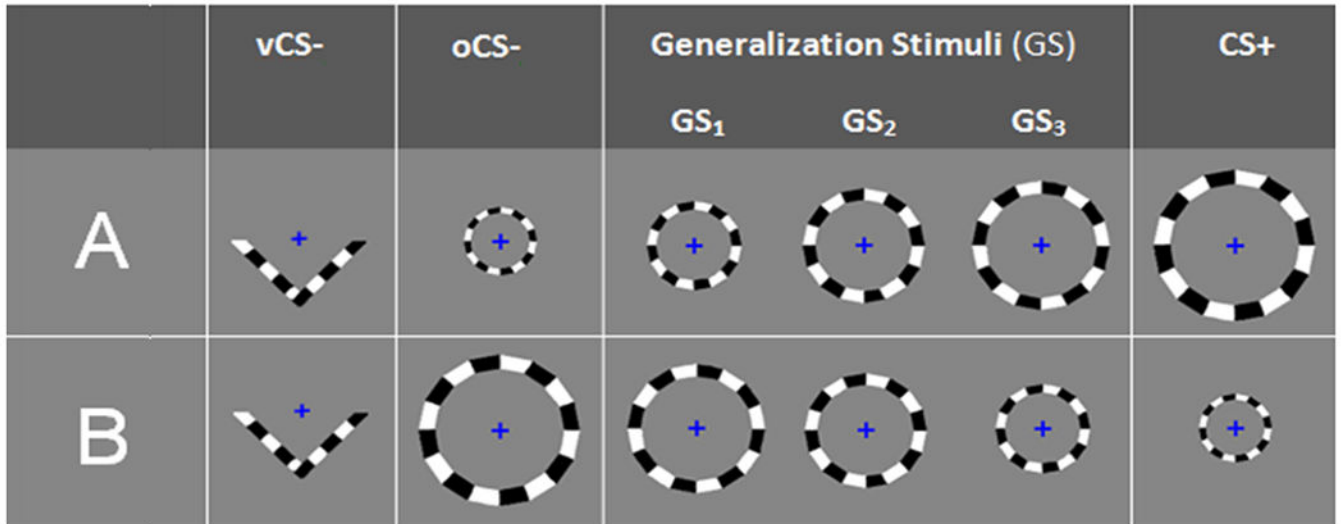 vCS- oCS- Generalization Stimuli (GS) CS+
GS₁ GS₂ GS₃
A
B